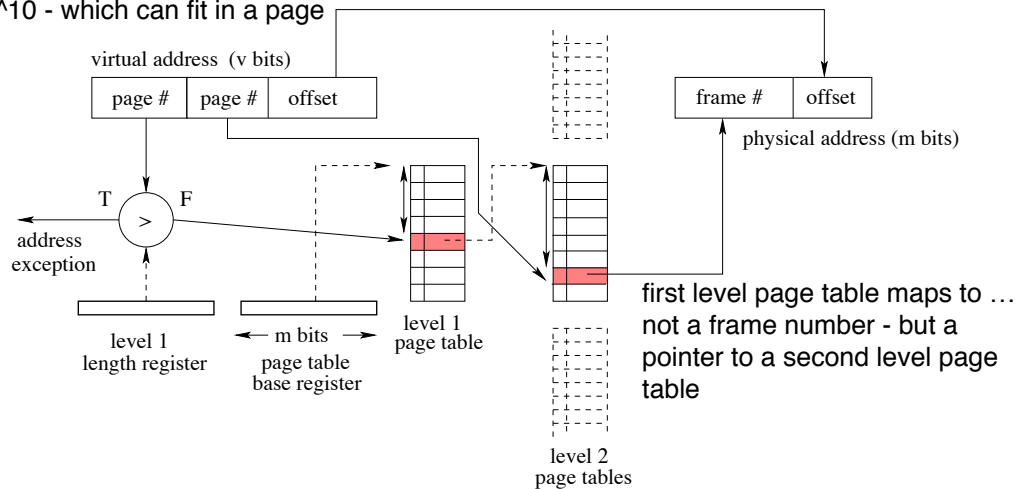 ^10 - which can fit in a page
virtual address (v bits)
page # page # offset
frame # offset
physical address (m bits)
T F
>
address
exception
level 1
length register
m bits
page table
base register
level 1
page table
first level page table maps to …
not a frame number - but a
pointer to a second level page
table
level 2
page tables